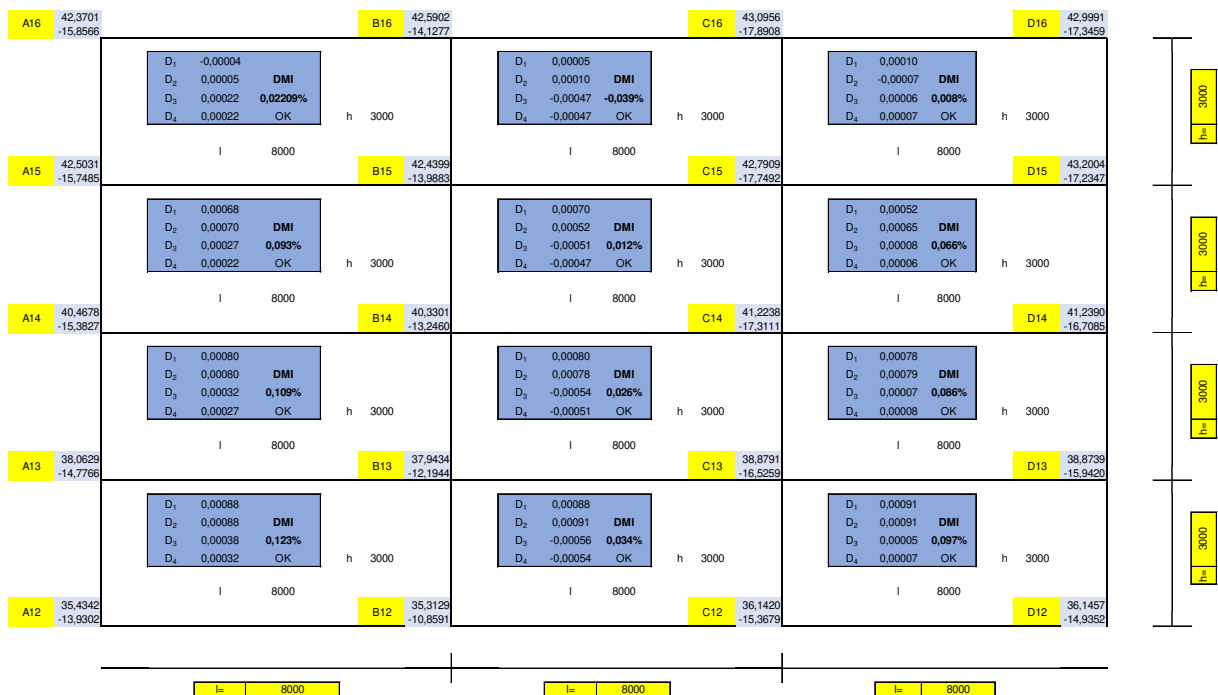 A16 42,3701 B16 42,5902 C16 43,0956 D16 42,9991
-15,8566 -14,1277 -17,8908 -17,3459
D₁ -0,00004 D₁ 0,00005 D₁ 0,00010
D₂ 0,00005 DMI D₂ 0,00010 DMI D₂ -0,00007 DMI
D₃ 0,00022 0,02209% D₃ -0,00047 -0,039% D₃ 0,00006 0,008%
D₄ 0,00022 OK h 3000 D₄ -0,00047 OK h 3000 D₄ 0,00007 OK h 3000 h= 3000
l 8000 l 8000 l 8000
A15 42,5031 B15 42,4399 C15 42,7909 D15 43,2004
-15,7485 -13,9883 -17,7492 -17,2347
D₁ 0,00068 D₁ 0,00070 D₁ 0,00052
D₂ 0,00070 DMI D₂ 0,00052 DMI D₂ 0,00065 DMI
D₃ 0,00027 0,093% D₃ -0,00051 0,012% D₃ 0,00008 0,066%
D₄ 0,00022 OK h 3000 D₄ -0,00047 OK h 3000 D₄ 0,00006 OK h 3000 h= 3000
l 8000 l 8000 l 8000
A14 40,4678 B14 40,3301 C14 41,2238 D14 41,2390
-15,3827 -13,2460 -17,3111 -16,7085
D₁ 0,00080 D₁ 0,00080 D₁ 0,00078
D₂ 0,00080 DMI D₂ 0,00078 DMI D₂ 0,00079 DMI
D₃ 0,00032 0,109% D₃ -0,00054 0,026% D₃ 0,00007 0,086%
D₄ 0,00027 OK h 3000 D₄ -0,00051 OK h 3000 D₄ 0,00008 OK h 3000 h= 3000
l 8000 l 8000 l 8000
A13 38,0629 B13 37,9434 C13 38,8791 D13 38,8739
-14,7766 -12,1944 -16,5259 -15,9420
D₁ 0,00088 D₁ 0,00088 D₁ 0,00091
D₂ 0,00088 DMI D₂ 0,00091 DMI D₂ 0,00091 DMI
D₃ 0,00038 0,123% D₃ -0,00056 0,034% D₃ 0,00005 0,097%
D₄ 0,00032 OK h 3000 D₄ -0,00054 OK h 3000 D₄ 0,00007 OK h 3000 h= 3000
l 8000 l 8000 l 8000
A12 35,4342 B12 35,3129 C12 36,1420 D12 36,1457
-13,9302 -10,8591 -15,3679 -14,9352
l= 8000 l= 8000 l= 8000